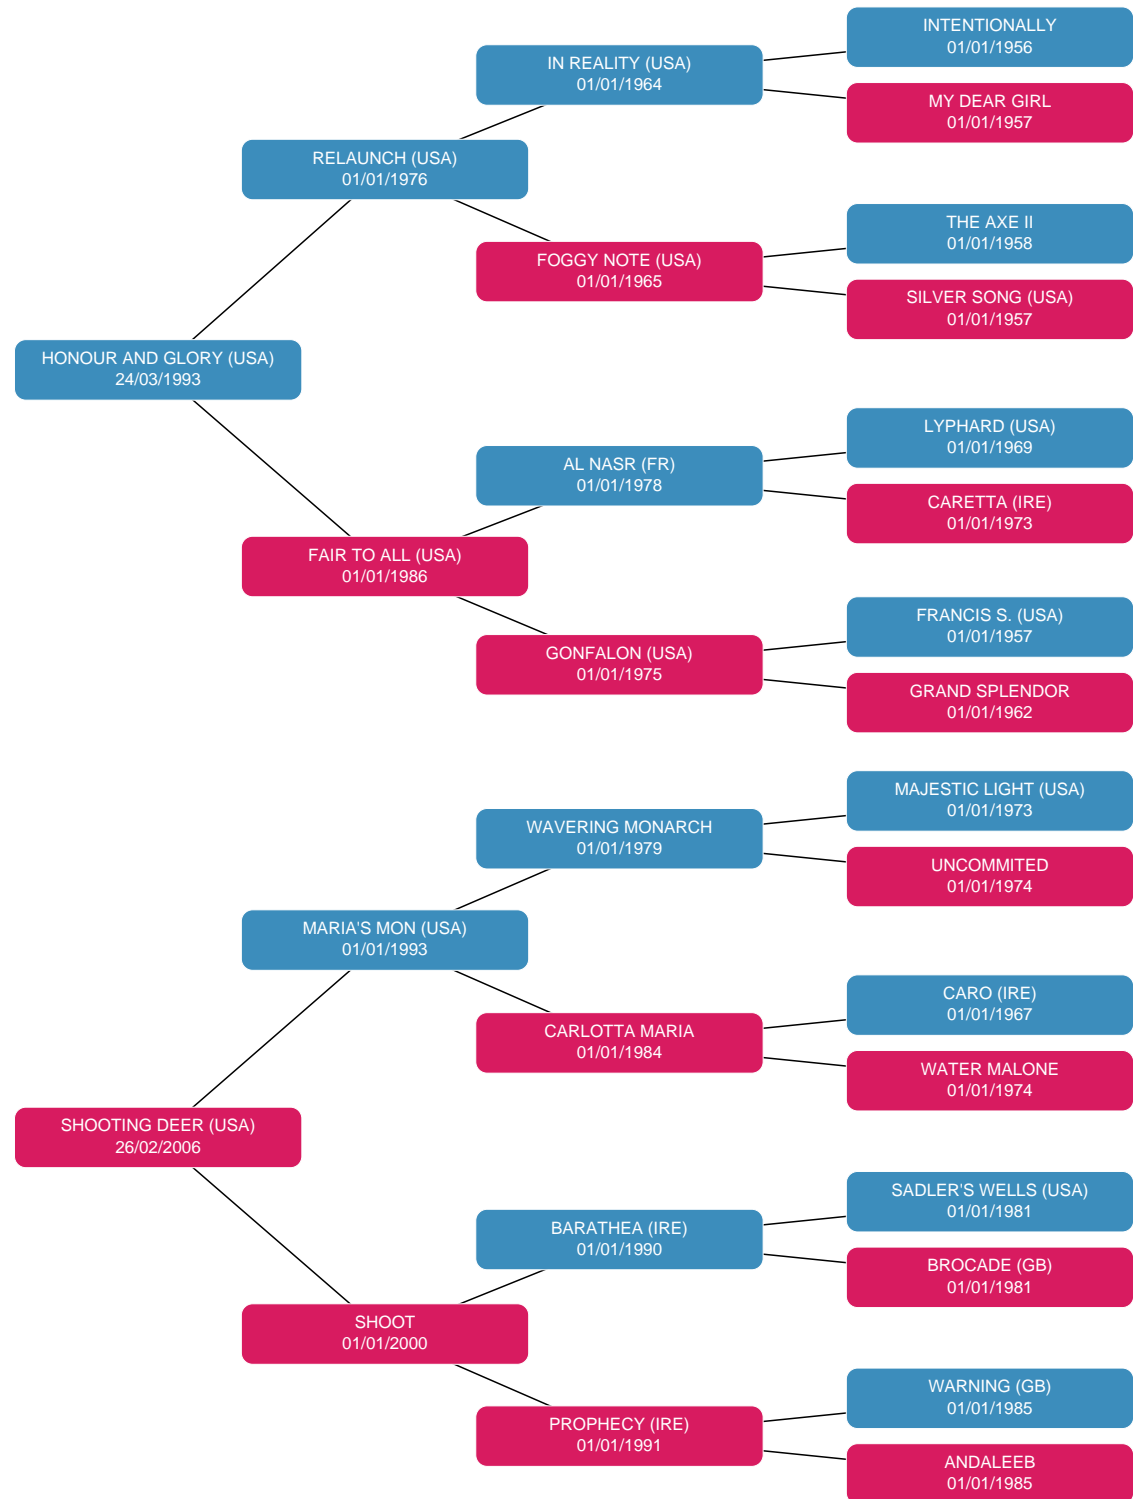 INTENTIONALLY
01/01/1956
IN REALITY (USA)
01/01/1964
MY DEAR GIRL
01/01/1957
RELAUNCH (USA)
01/01/1976
THE AXE II
01/01/1958
FOGGY NOTE (USA)
01/01/1965
SILVER SONG (USA)
01/01/1957
HONOUR AND GLORY (USA)
24/03/1993
LYPHARD (USA)
01/01/1969
AL NASR (FR)
01/01/1978
CARETTA (IRE)
01/01/1973
FAIR TO ALL (USA)
01/01/1986
FRANCIS S. (USA)
01/01/1957
GONFALON (USA)
01/01/1975
GRAND SPLENDOR
01/01/1962
MAJESTIC LIGHT (USA)
01/01/1973
WAVERING MONARCH
01/01/1979
UNCOMMITED
01/01/1974
MARIA'S MON (USA)
01/01/1993
CARO (IRE)
01/01/1967
CARLOTTA MARIA
01/01/1984
WATER MALONE
01/01/1974
SHOOTING DEER (USA)
26/02/2006
SADLER'S WELLS (USA)
01/01/1981
BARATHEA (IRE)
01/01/1990
BROCADE (GB)
01/01/1981
SHOOT
01/01/2000
WARNING (GB)
01/01/1985
PROPHECY (IRE)
01/01/1991
ANDALEEB
01/01/1985